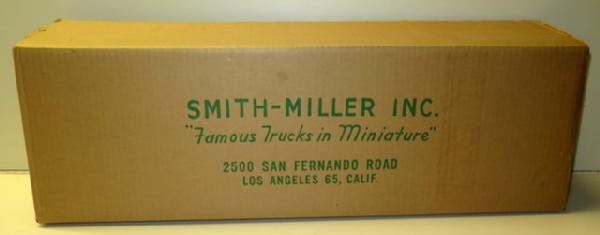 SMITH-MILLER INC.
"Famous Trucks in Miniature"
2500 SAN FERNANDO ROAD
LOS ANGELES 65, CALIF.